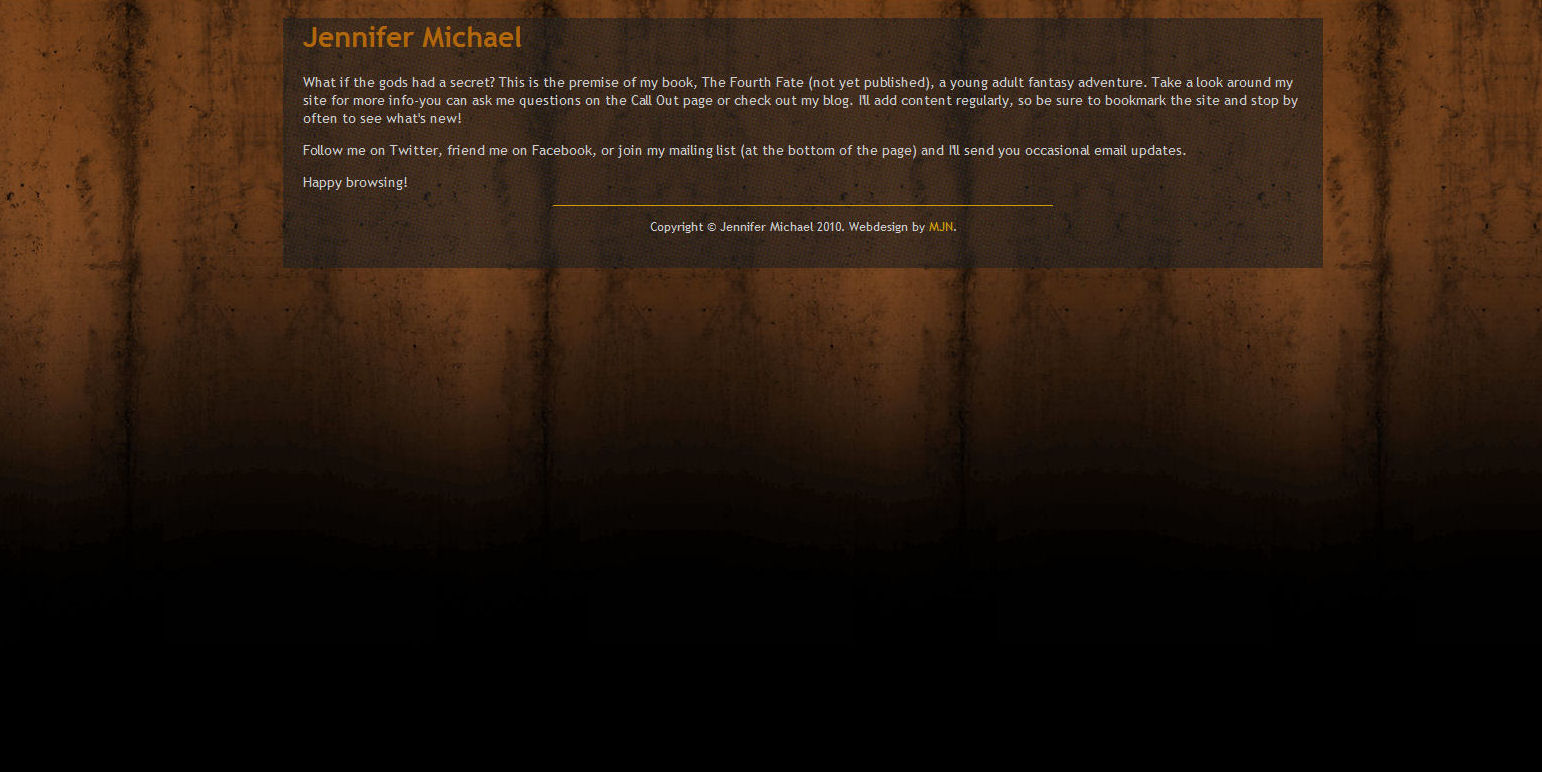 Jennifer Michael
What if the gods had a secret? This is the premise of my book, The Fourth Fate (not yet published), a young adult fantasy adventure. Take a look around my
site for more info-you can ask me questions on the Call Out page or check out my blog. I'll add content regularly, so be sure to bookmark the site and stop by
often to see what's new!
Follow me on Twitter, friend me on Facebook, or join my mailing list (at the bottom of the page) and I'll send you occasional email updates.
Happy browsing!
Copyright © Jennifer Michael 2010. Webdesign by MJN.